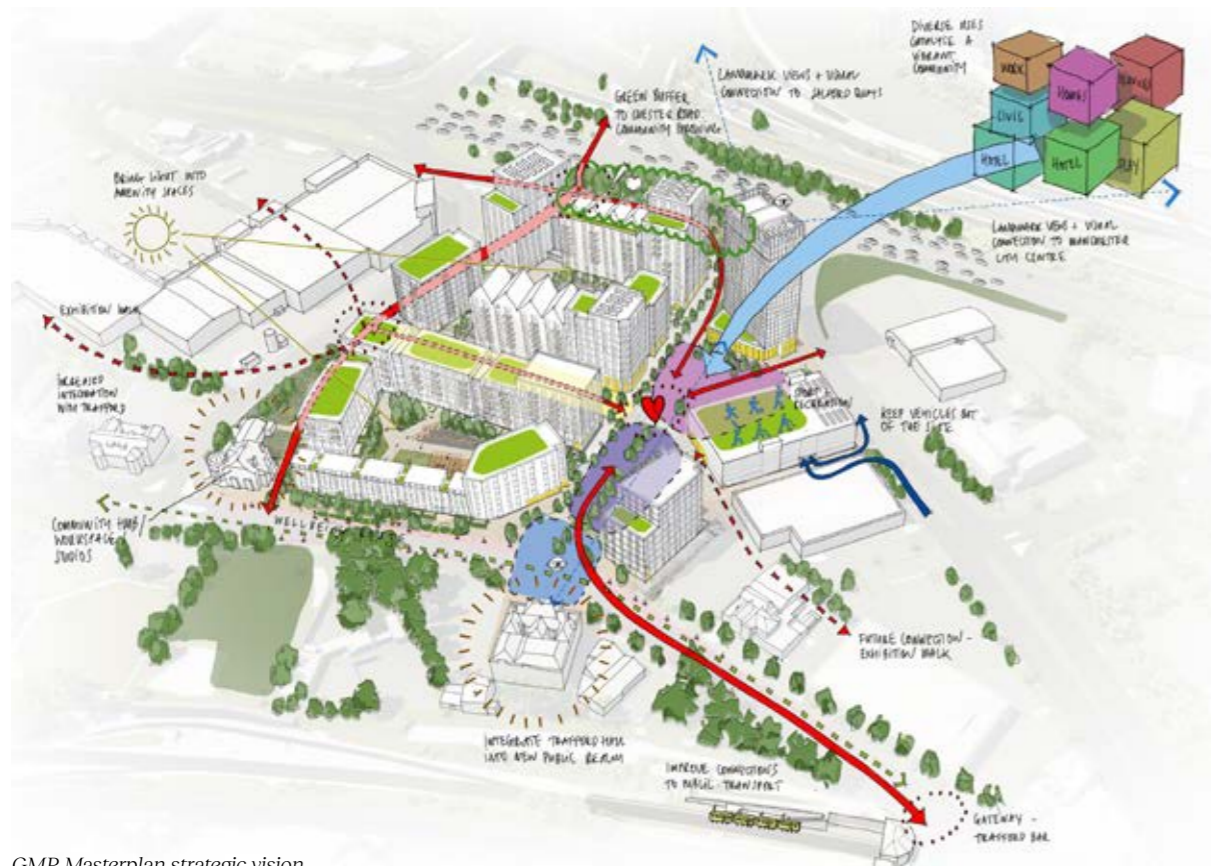 DIVERSE USES
CATALYSE A
VIBRANT
COMMUNITY
WORK
HOMES
CIVIC
HOTEL
HOTEL
PLAY
LANDMARK VIEWS + VISUAL
CONNECTION TO SALFORD QUAYS
GREEN BUFFER
TO CHESTER ROAD
COMMUNITY
BRING LIGHT INTO
AMENITY SPACES
LANDMARK VIEWS + VISUAL
CONNECTION TO MANCHESTER
CITY CENTRE
EXHIBITION WALK
INCREASED
INTEGRATION
WITH TRAFFORD
SPORT
RECREATION
KEEP VEHICLES OUT
OF THE SITE
COMMUNITY HUB/
WORKSPACE
STUDIOS
FUTURE CONNECTION -
EXHIBITION WALK
INTEGRATE TRAFFORD HALL
INTO NEW PUBLIC REALM
IMPROVE CONNECTIONS
TO PUBLIC TRANSPORT
GATEWAY -
TRAFFORD BAR
GMP Masterplan strategic vision